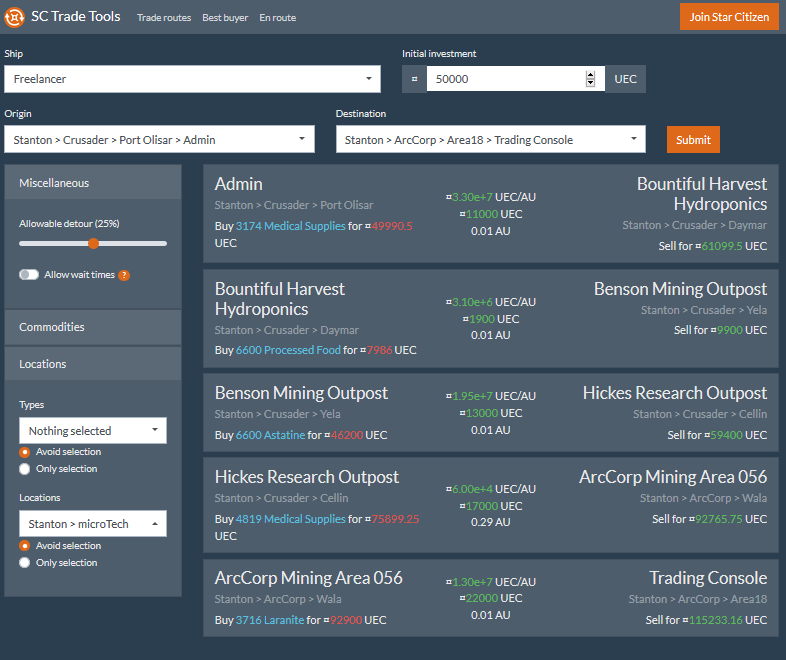 SC Trade Tools
Trade routes
Best buyer
En route
Join Star Citizen
Ship
Initial investment
Freelancer
¤
50000
UEC
Origin
Destination
Stanton > Crusader > Port Olisar > Admin
Stanton > ArcCorp > Area18 > Trading Console
Submit
Miscellaneous
Allowable detour (25%)
Allow wait times ?
Commodities
Locations
Types
Nothing selected
Avoid selection
Only selection
Locations
Stanton > microTech
Avoid selection
Only selection
Admin
Stanton > Crusader > Port Olisar
Buy 3174 Medical Supplies for ¤49990.5
UEC
¤3.30e+7 UEC/AU
¤11000 UEC
0.01 AU
Bountiful Harvest
Hydroponics
Stanton > Crusader > Daymar
Sell for ¤61099.5 UEC
Bountiful Harvest
Hydroponics
Stanton > Crusader > Daymar
Buy 6600 Processed Food for ¤7986 UEC
¤3.10e+6 UEC/AU
¤1900 UEC
0.01 AU
Benson Mining Outpost
Stanton > Crusader > Yela
Sell for ¤9900 UEC
Benson Mining Outpost
Stanton > Crusader > Yela
Buy 6600 Astatine for ¤46200 UEC
¤1.95e+7 UEC/AU
¤13000 UEC
0.01 AU
Hickes Research Outpost
Stanton > Crusader > Cellin
Sell for ¤59400 UEC
Hickes Research Outpost
Stanton > Crusader > Cellin
Buy 4819 Medical Supplies for ¤75899.25
UEC
¤6.00e+4 UEC/AU
¤17000 UEC
0.29 AU
ArcCorp Mining Area 056
Stanton > ArcCorp > Wala
Sell for ¤92765.75 UEC
ArcCorp Mining Area 056
Stanton > ArcCorp > Wala
Buy 3716 Laranite for ¤92900 UEC
¤1.30e+7 UEC/AU
¤22000 UEC
0.01 AU
Trading Console
Stanton > ArcCorp > Area18
Sell for ¤115233.16 UEC